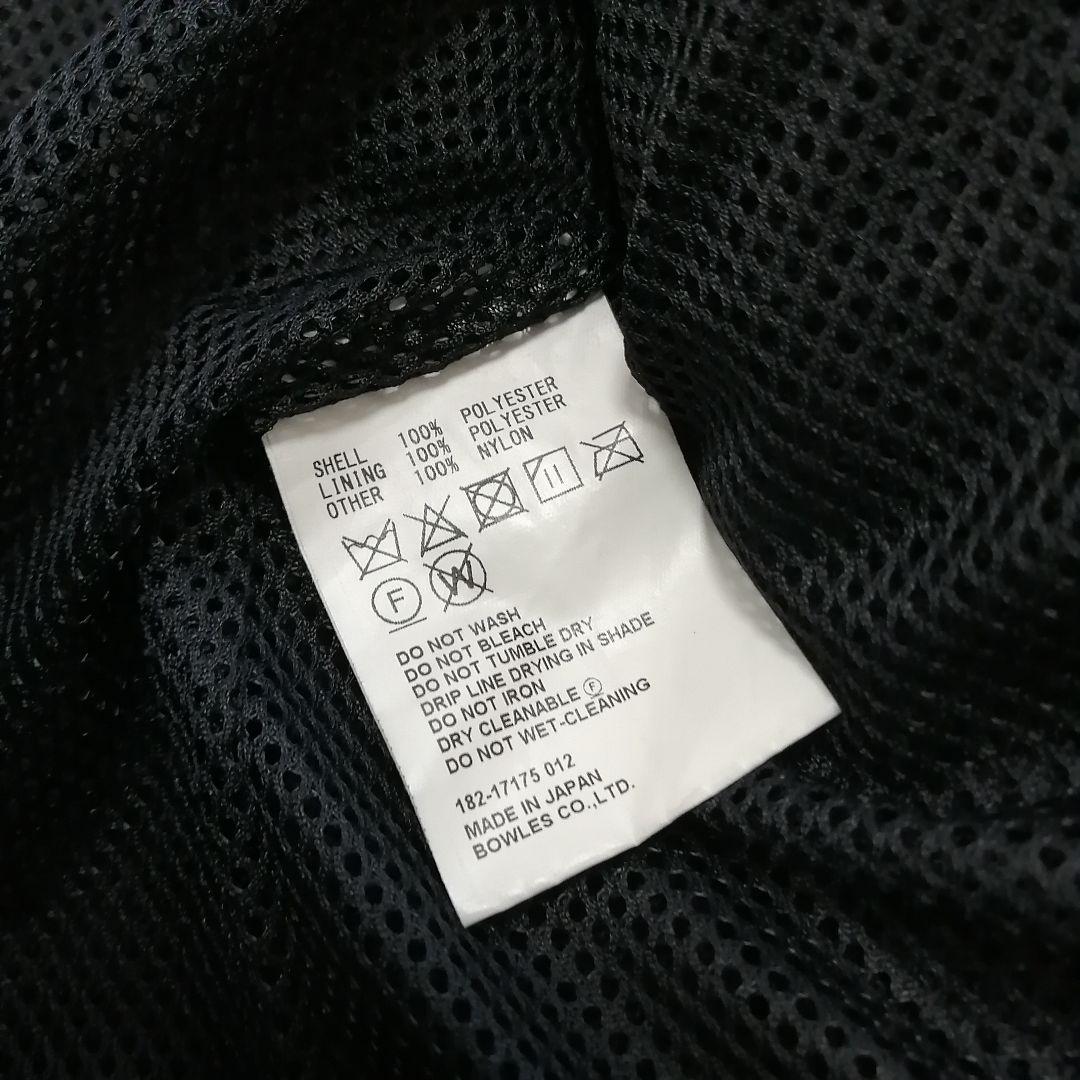 SHELL 100% POLYESTER
LINING 100% POLYESTER
OTHER 100% NYLON
F W
DO NOT WASH
DO NOT BLEACH
DO NOT TUMBLE DRY
DRIP LINE DRYING IN SHADE
DO NOT IRON
DRY CLEANABLE Ⓕ
DO NOT WET-CLEANING
182-17175 012
MADE IN JAPAN
BOWLES CO.,LTD.